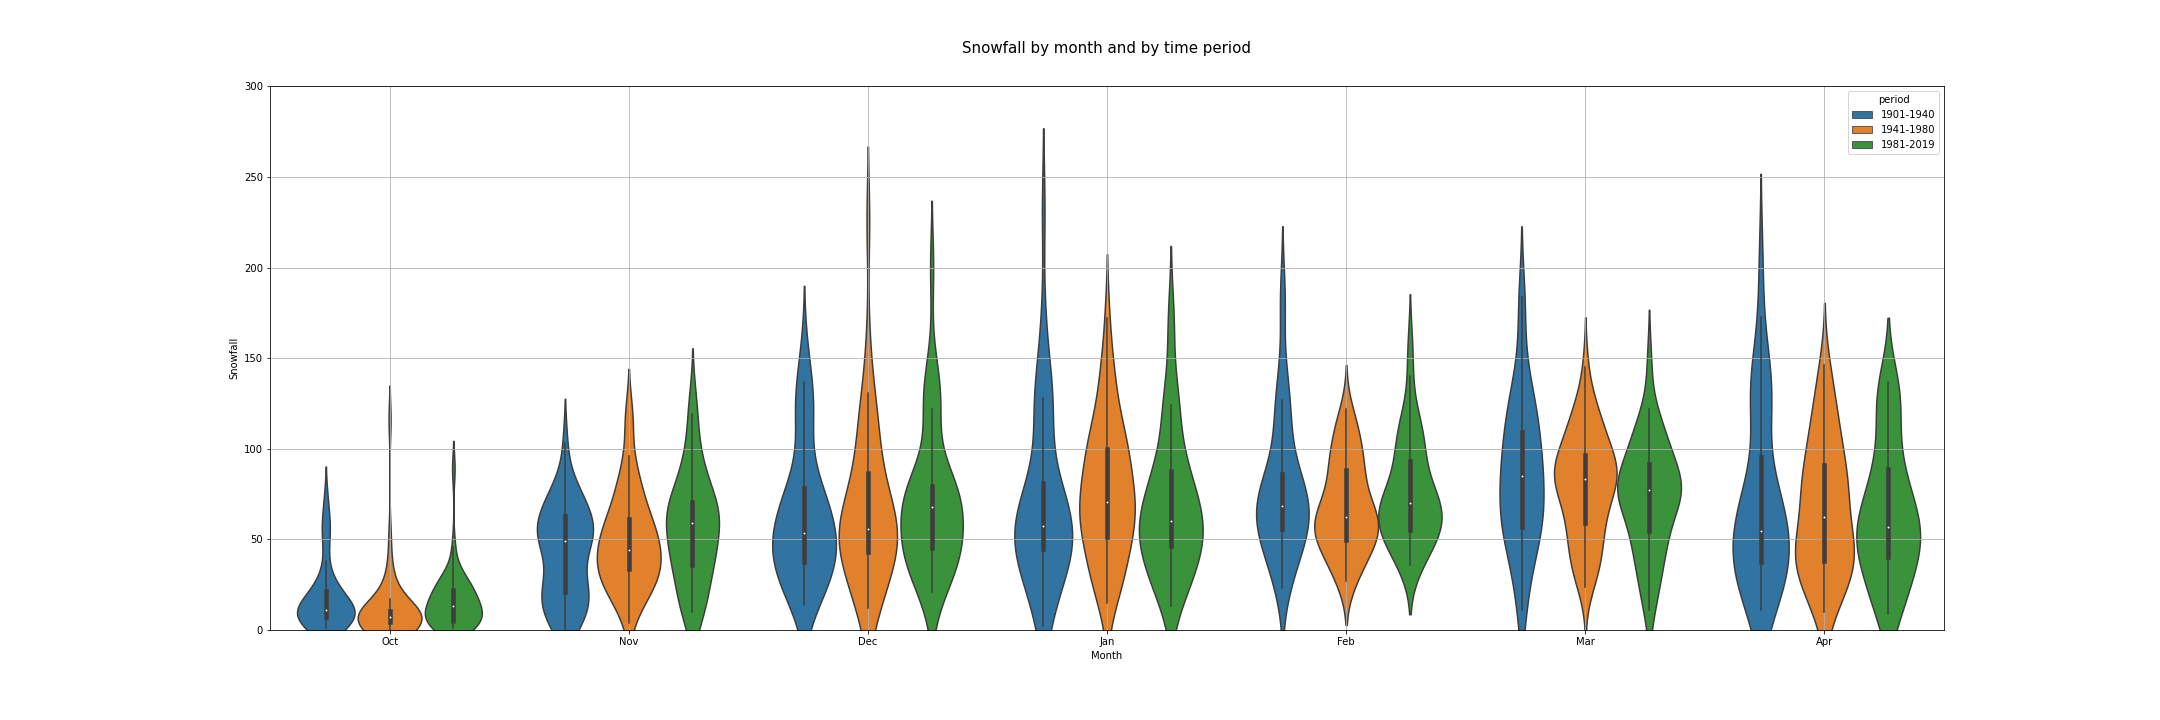 Snowfall by month and by time period
300
250
200
150
100
50
0
Snowfall
period
1901-1940
1941-1980
1981-2019
Oct Nov Dec Jan Feb Mar Apr
Month